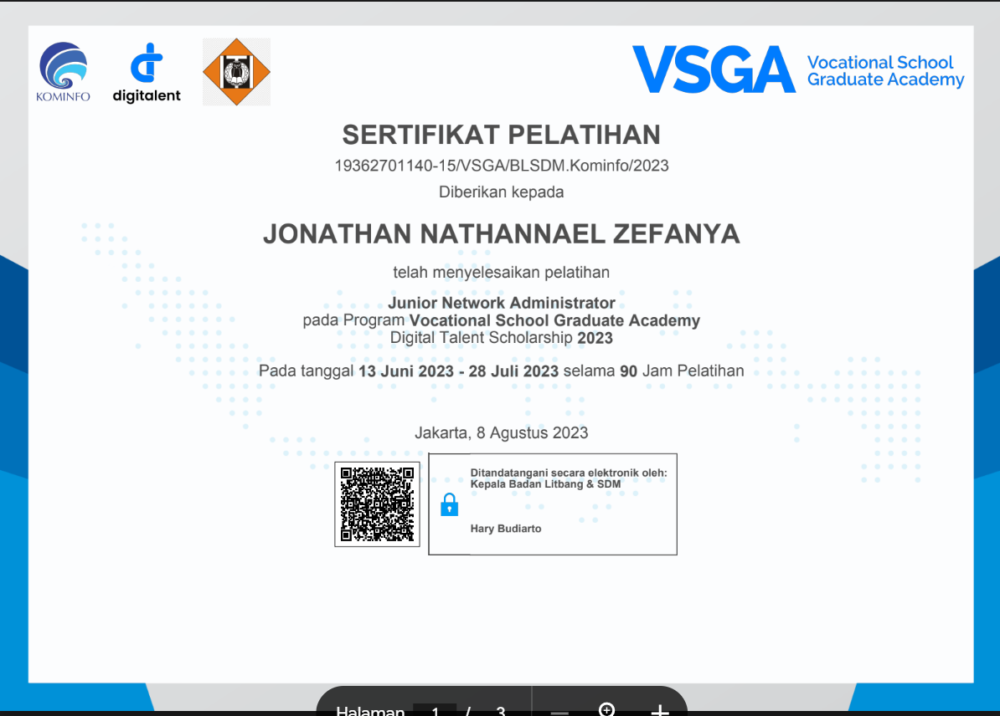 KOMINFO
digitalent
VSGA
Vocational School
Graduate Academy
SERTIFIKAT PELATIHAN
19362701140-15/VSGA/BLSDM.Kominfo/2023
Diberikan kepada
JONATHAN NATHANNAEL ZEFANYA
telah menyelesaikan pelatihan
Junior Network Administrator
pada Program Vocational School Graduate Academy
Digital Talent Scholarship 2023
Pada tanggal 13 Juni 2023 - 28 Juli 2023 selama 90 Jam Pelatihan
Jakarta, 8 Agustus 2023
Ditandatangani secara elektronik oleh:
Kepala Badan Litbang & SDM
Hary Budiarto
Halaman 1 / 3